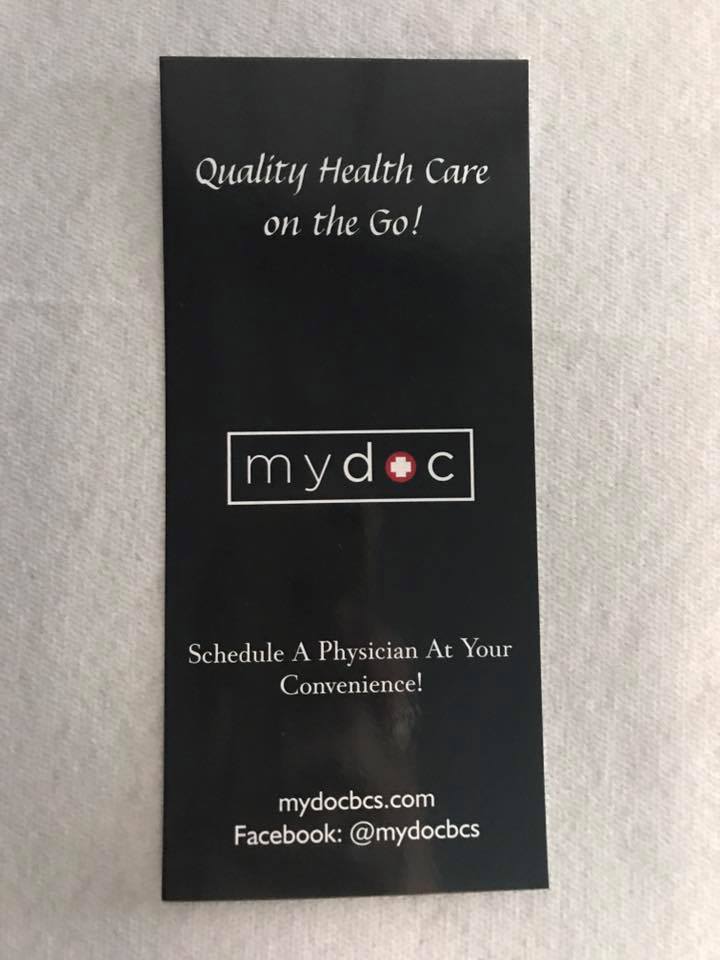 Quality Health Care
on the Go!
mydoc
Schedule A Physician At Your
Convenience!
mydocbcs.com
Facebook: @mydocbcs